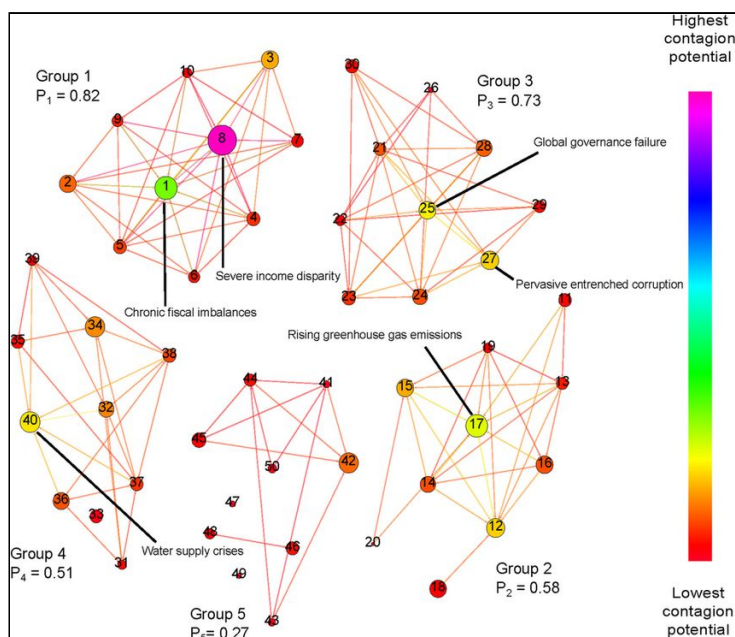 Highest
contagion
potential
Group 1
P1 = 0.82
10
3
9
8
7
2
1
4
5
6
Severe income disparity
Chronic fiscal imbalances
30
26
Group 3
P3 = 0.73
21
28
Global governance failure
25
29
22
27
23
24
Pervasive entrenched corruption
11
Rising greenhouse gas emissions
39
34
35
38
32
40
37
36
33
31
Group 4
P4 = 0.51
Water supply crises
44
41
45
50
42
47
48
46
49
43
Group 5
P5 = 0.27
19
15
13
17
14
16
12
20
18
Group 2
P2 = 0.58
Lowest
contagion
potential